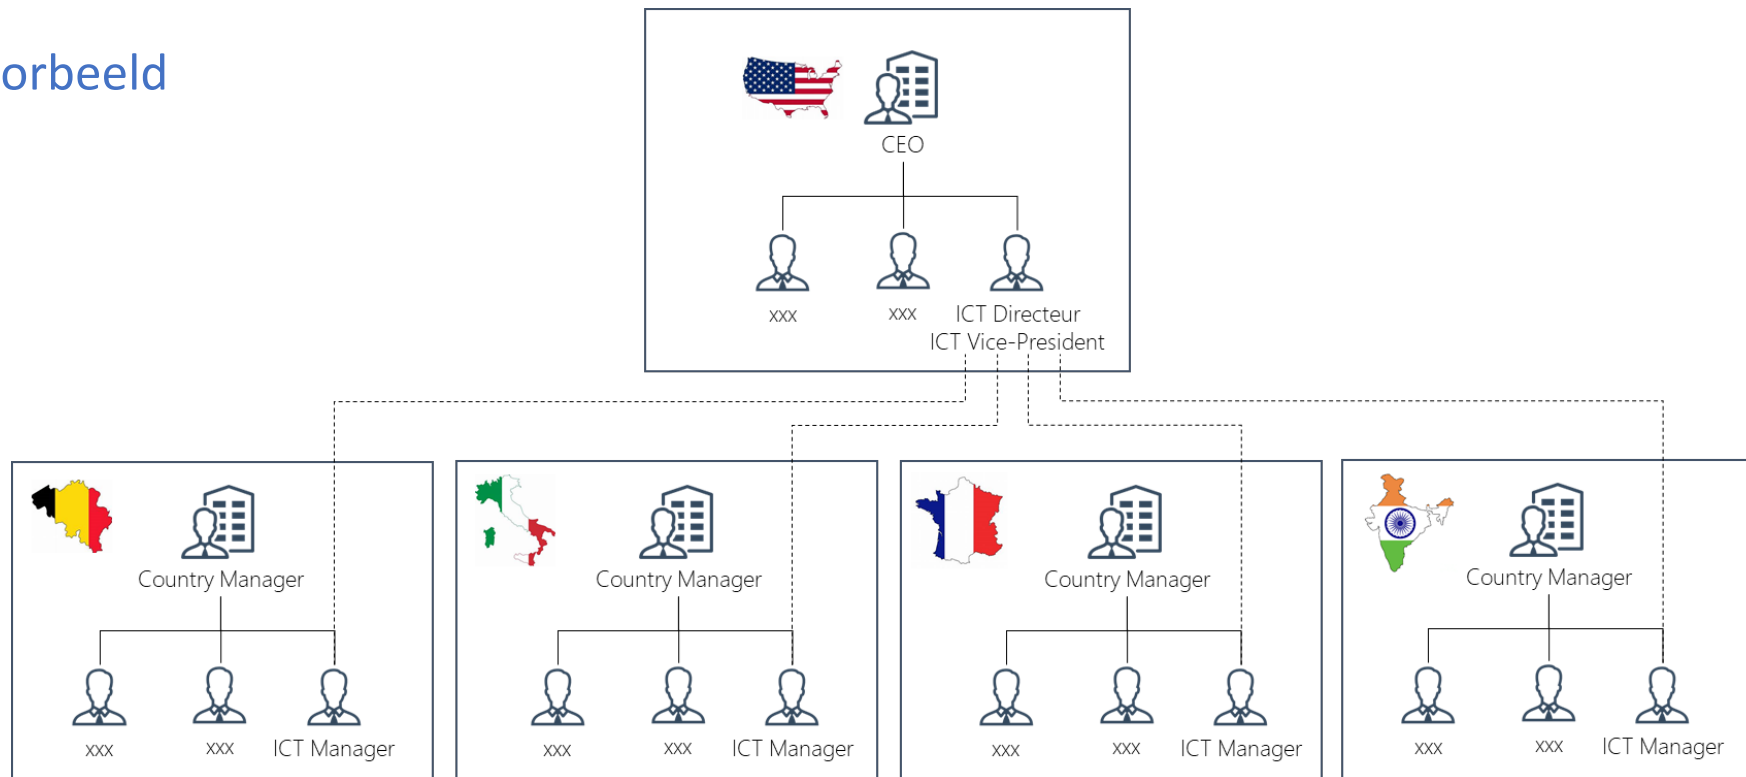 orbeeld
CEO
xxx
xxx
ICT Directeur
ICT Vice-President
Country Manager
xxx
xxx
ICT Manager
Country Manager
xxx
xxx
ICT Manager
Country Manager
xxx
xxx
ICT Manager
Country Manager
xxx
xxx
ICT Manager